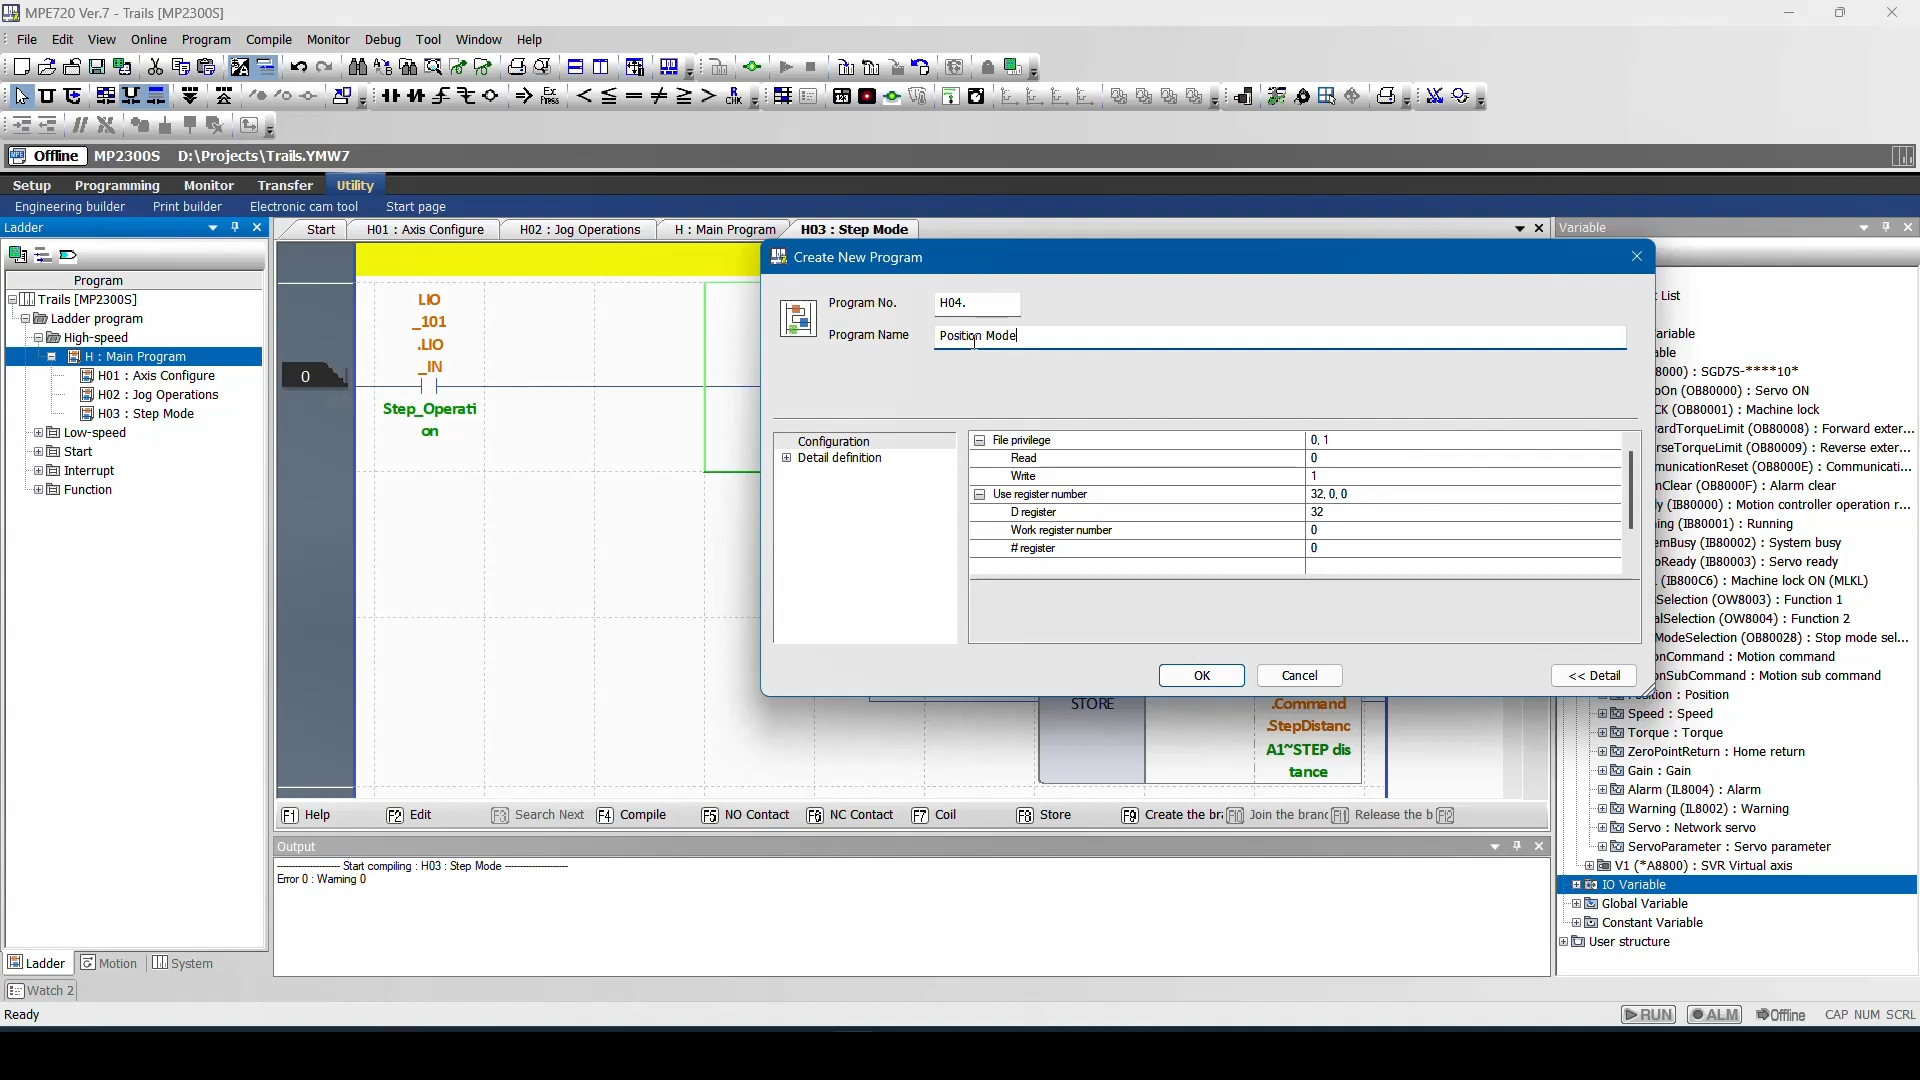 MPE720 Ver.7 - Trails [MP2300S]
File Edit View Online Program Compile Monitor Debug Tool Window Help
Offline MP2300S D:\Projects\Trails.YMW7
Setup Programming Monitor Transfer Utility
Engineering builder Print builder Electronic cam tool Start page
Ladder
Program
Trails [MP2300S]
Ladder program
High-speed
H : Main Program
H01 : Axis Configure
H02 : Jog Operations
H03 : Step Mode
Low-speed
Start
Interrupt
Function
Ladder Motion System
Watch 2
Start H01 : Axis Configure H02 : Jog Operations H : Main Program H03 : Step Mode
0
LIO
_101
.LIO
_IN
Step_Operati
on
Create New Program
Program No. H04.
Program Name Position Mode
Configuration
Detail definition
File privilege 0, 1
Read 0
Write 1
Use register number 32, 0, 0
D register 32
Work register number 0
# register 0
OK Cancel << Detail
STORE
.Command
.StepDistanc
A1~STEP dis
tance
F1 Help F2 Edit F3 Search Next F4 Compile F5 NO Contact F6 NC Contact F7 Coil F8 Store F9 Create the bra F10 Join the branc F11 Release the b F12
Output
--------------------- Start compiling : H03 : Step Mode ---------------------
Error 0 : Warning 0
Variable
List
ariable
able
8000) : SGD7S-****10*
oOn (OB80000) : Servo ON
CK (OB80001) : Machine lock
ardTorqueLimit (OB80008) : Forward exter...
rseTorqueLimit (OB80009) : Reverse exter...
municationReset (OB8000E) : Communicati...
mClear (OB8000F) : Alarm clear
y (IB80000) : Motion controller operation r...
ing (IB80001) : Running
emBusy (IB80002) : System busy
oReady (IB80003) : Servo ready
(IB800C6) : Machine lock ON (MLKL)
Selection (OW8003) : Function 1
alSelection (OW8004) : Function 2
ModeSelection (OB80028) : Stop mode sel...
onCommand : Motion command
onSubCommand : Motion sub command
ition : Position
Speed : Speed
Torque : Torque
ZeroPointReturn : Home return
Gain : Gain
Alarm (IL8004) : Alarm
Warning (IL8002) : Warning
Servo : Network servo
ServoParameter : Servo parameter
V1 (*A8800) : SVR Virtual axis
IO Variable
Global Variable
Constant Variable
User structure
Ready
RUN ALM Offline CAP NUM SCRL